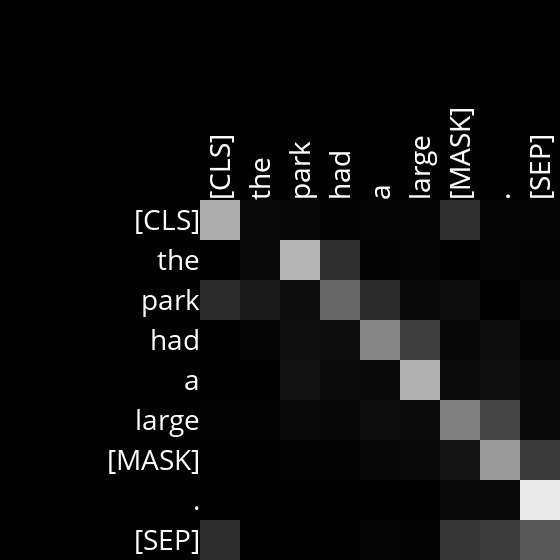 [CLS] the park had a large [MASK] . [SEP]
[CLS]
the
park
had
a
large
[MASK]
.
[SEP]